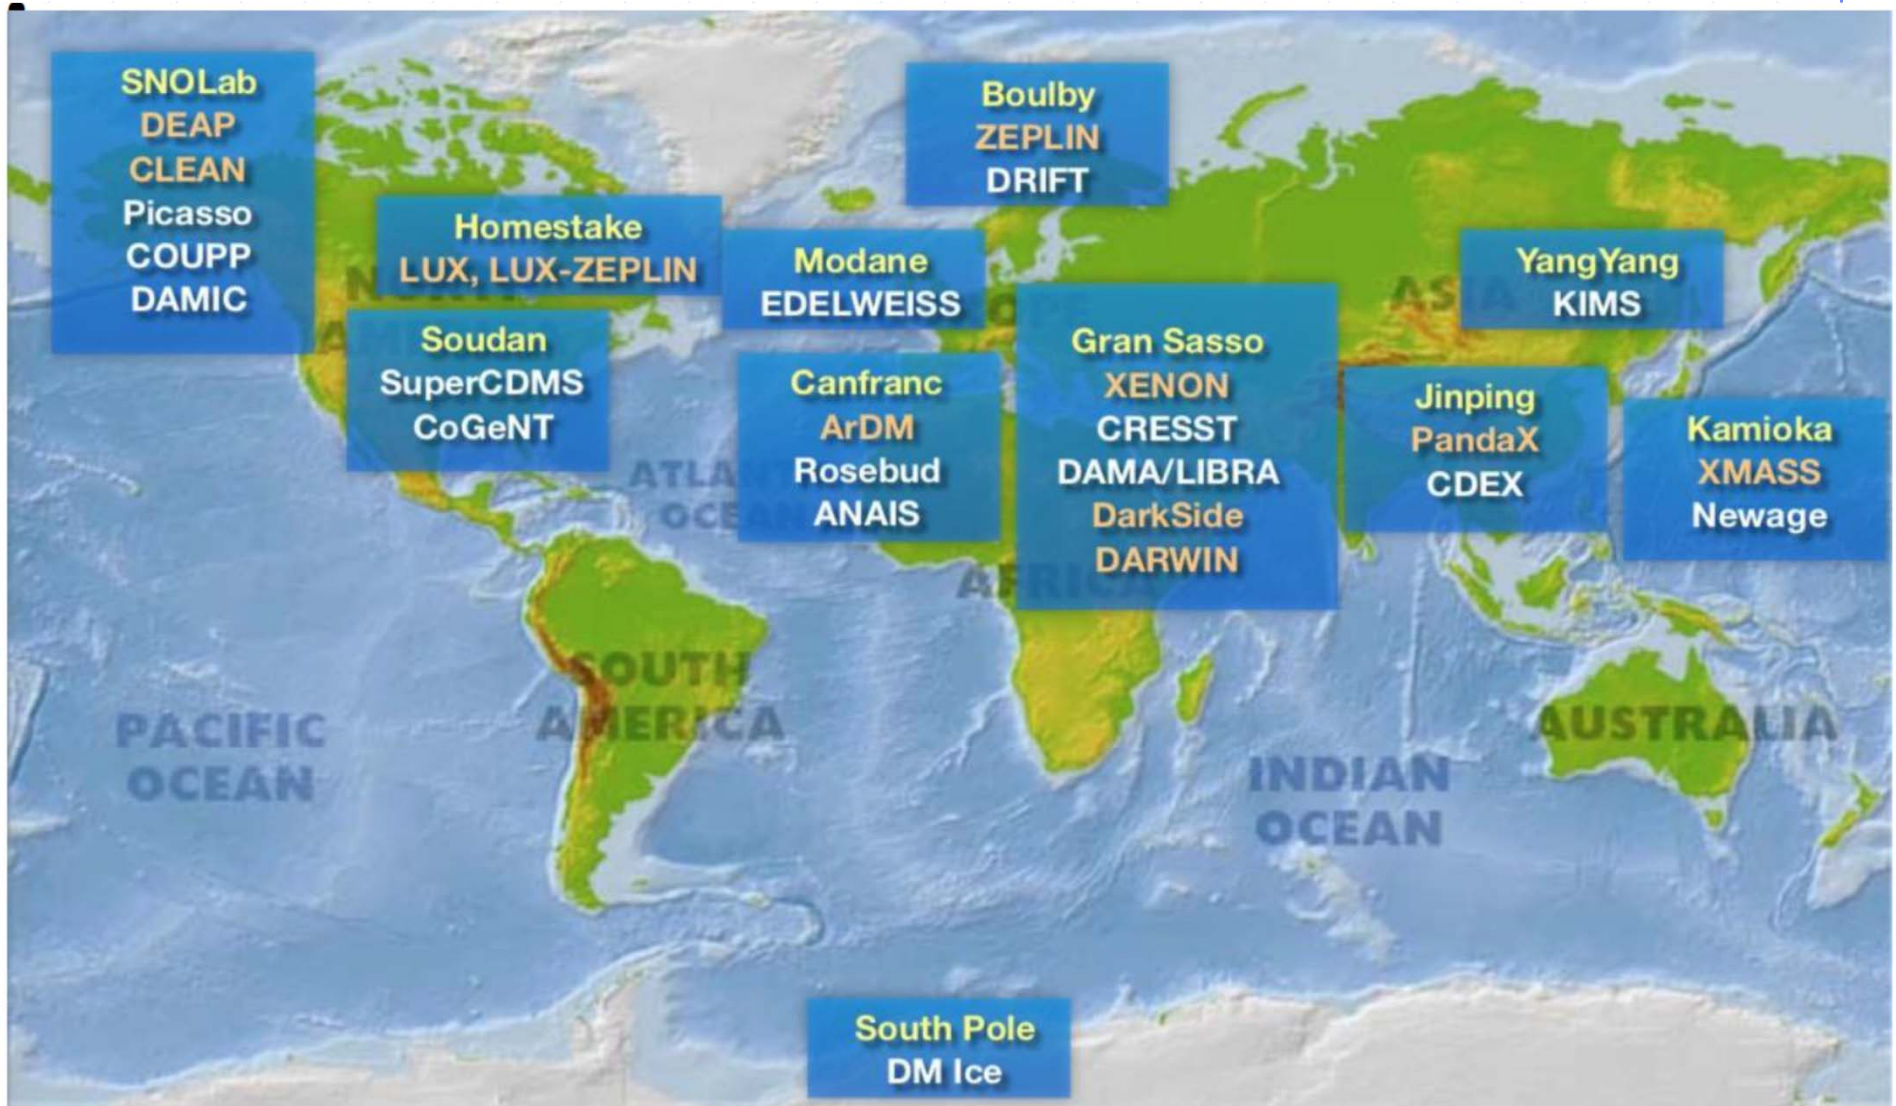 SNOLab
DEAP
CLEAN
Picasso
COUPP
DAMIC
Homestake
LUX, LUX-ZEPLIN
Soudan
SuperCDMS
CoGeNT
Modane
EDELWEISS
Canfranc
ArDM
Rosebud
ANAIS
Boulby
ZEPLIN
DRIFT
Gran Sasso
XENON
CRESST
DAMA/LIBRA
DarkSide
DARWIN
YangYang
KIMS
Jinping
PandaX
CDEX
Kamioka
XMASS
Newage
ASIA
AFRICA
SOUTH
AMERICA
PACIFIC
OCEAN
INDIAN
OCEAN
AUSTRALIA
South Pole
DM Ice